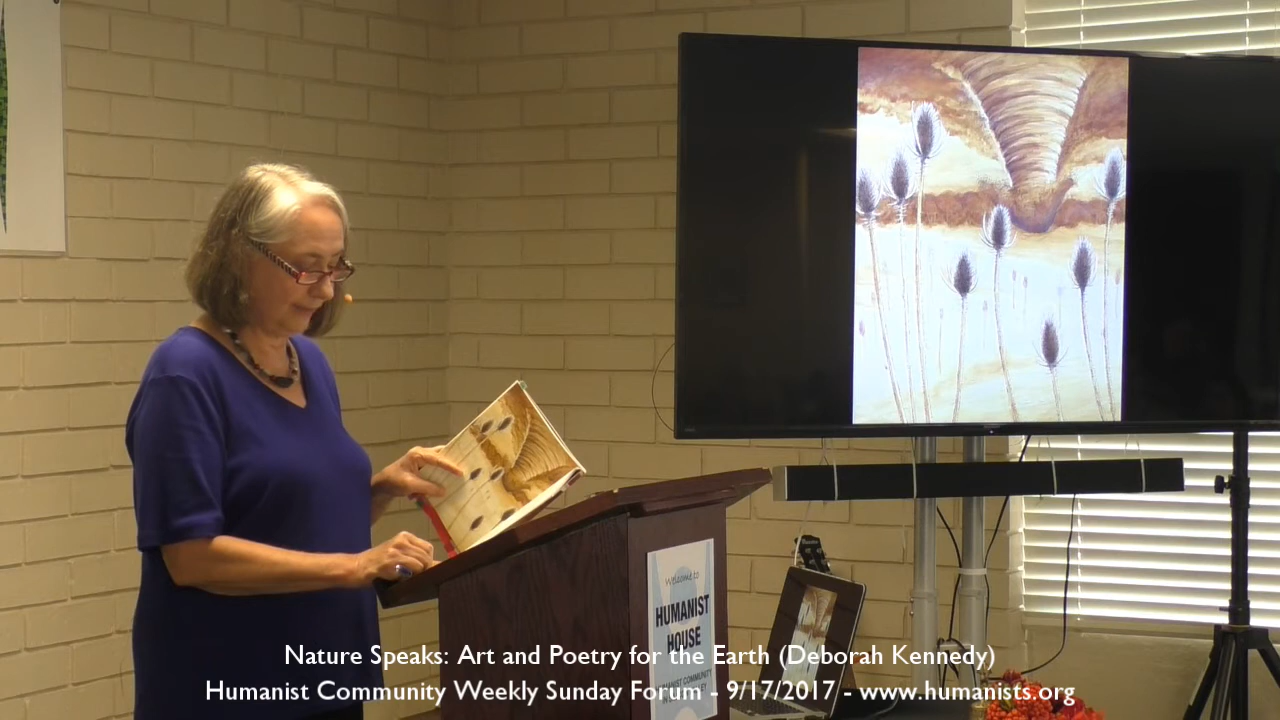 Welcome to
HUMANIST
HOUSE
Nature Speaks: Art and Poetry for the Earth (Deborah Kennedy)
Humanist Community Weekly Sunday Forum - 9/17/2017 - www.humanists.org